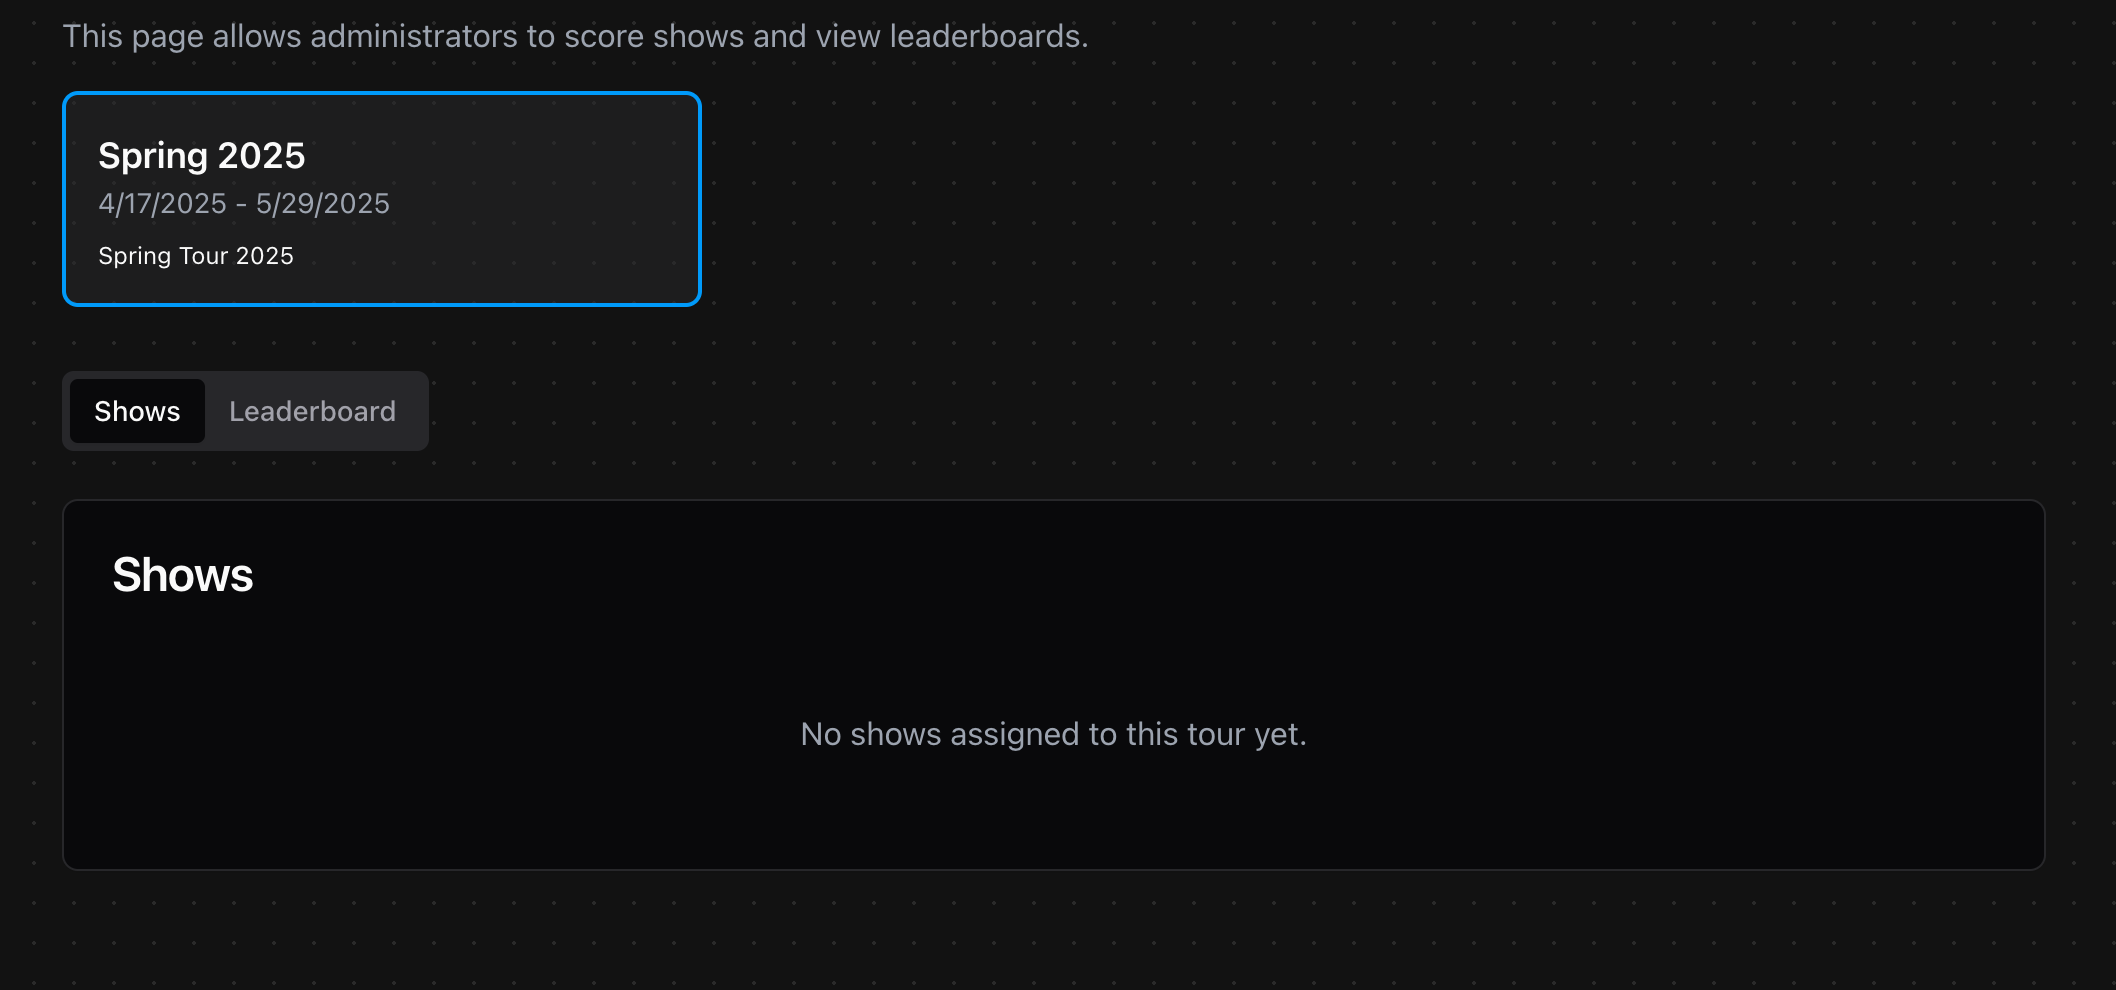 This page allows administrators to score shows and view leaderboards.
Spring 2025
4/17/2025 - 5/29/2025
Spring Tour 2025
Shows
Leaderboard
Shows
No shows assigned to this tour yet.